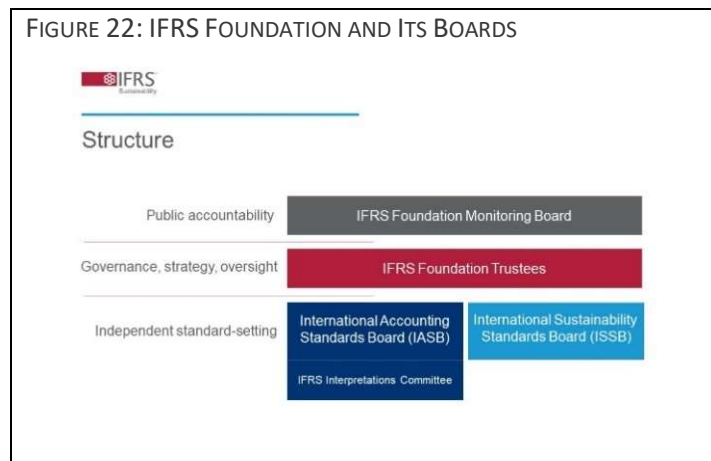 FIGURE 22: IFRS FOUNDATION AND ITS BOARDS
IFRS
Sustainability
Structure
Public accountability
IFRS Foundation Monitoring Board
Governance, strategy, oversight
IFRS Foundation Trustees
Independent standard-setting
International Accounting
Standards Board (IASB)
International Sustainability
Standards Board (ISSB)
IFRS Interpretations Committee